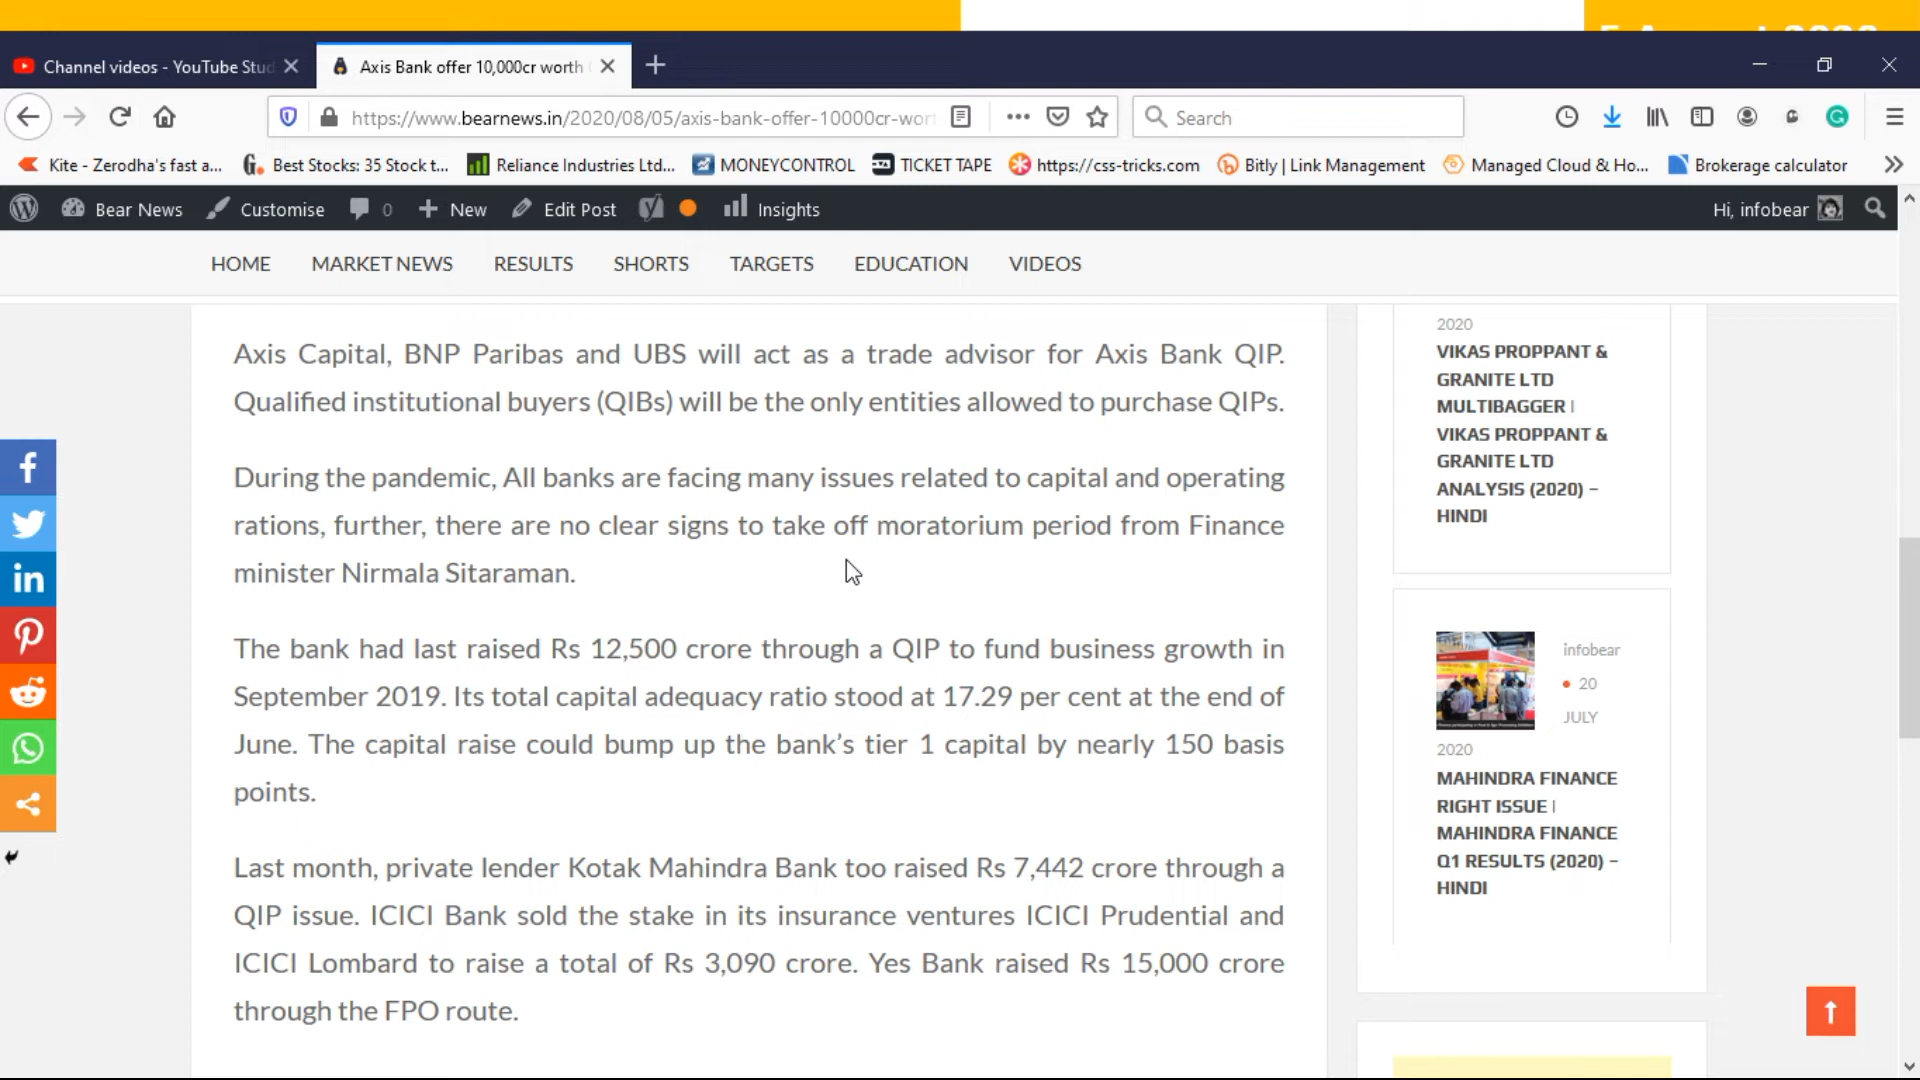 Channel videos - YouTube Stud
Axis Bank offer 10,000cr worth
https://www.bearnews.in/2020/08/05/axis-bank-offer-10000cr-wor
Search
Kite - Zerodha's fast a...
Best Stocks: 35 Stock t...
Reliance Industries Ltd...
MONEYCONTROL
TICKET TAPE
https://css-tricks.com
Bitly | Link Management
Managed Cloud & Ho...
Brokerage calculator
Bear News
Customise
0
New
Edit Post
Insights
Hi, infobear
HOME
MARKET NEWS
RESULTS
SHORTS
TARGETS
EDUCATION
VIDEOS
Axis Capital, BNP Paribas and UBS will act as a trade advisor for Axis Bank QIP.
Qualified institutional buyers (QIBs) will be the only entities allowed to purchase QIPs.
During the pandemic, All banks are facing many issues related to capital and operating
rations, further, there are no clear signs to take off moratorium period from Finance
minister Nirmala Sitaraman.
The bank had last raised Rs 12,500 crore through a QIP to fund business growth in
September 2019. Its total capital adequacy ratio stood at 17.29 per cent at the end of
June. The capital raise could bump up the bank's tier 1 capital by nearly 150 basis
points.
Last month, private lender Kotak Mahindra Bank too raised Rs 7,442 crore through a
QIP issue. ICICI Bank sold the stake in its insurance ventures ICICI Prudential and
ICICI Lombard to raise a total of Rs 3,090 crore. Yes Bank raised Rs 15,000 crore
through the FPO route.
2020
VIKAS PROPPANT &
GRANITE LTD
MULTIBAGGER |
VIKAS PROPPANT &
GRANITE LTD
ANALYSIS (2020) –
HINDI
infobear
20
JULY
2020
MAHINDRA FINANCE
RIGHT ISSUE |
MAHINDRA FINANCE
Q1 RESULTS (2020) –
HINDI